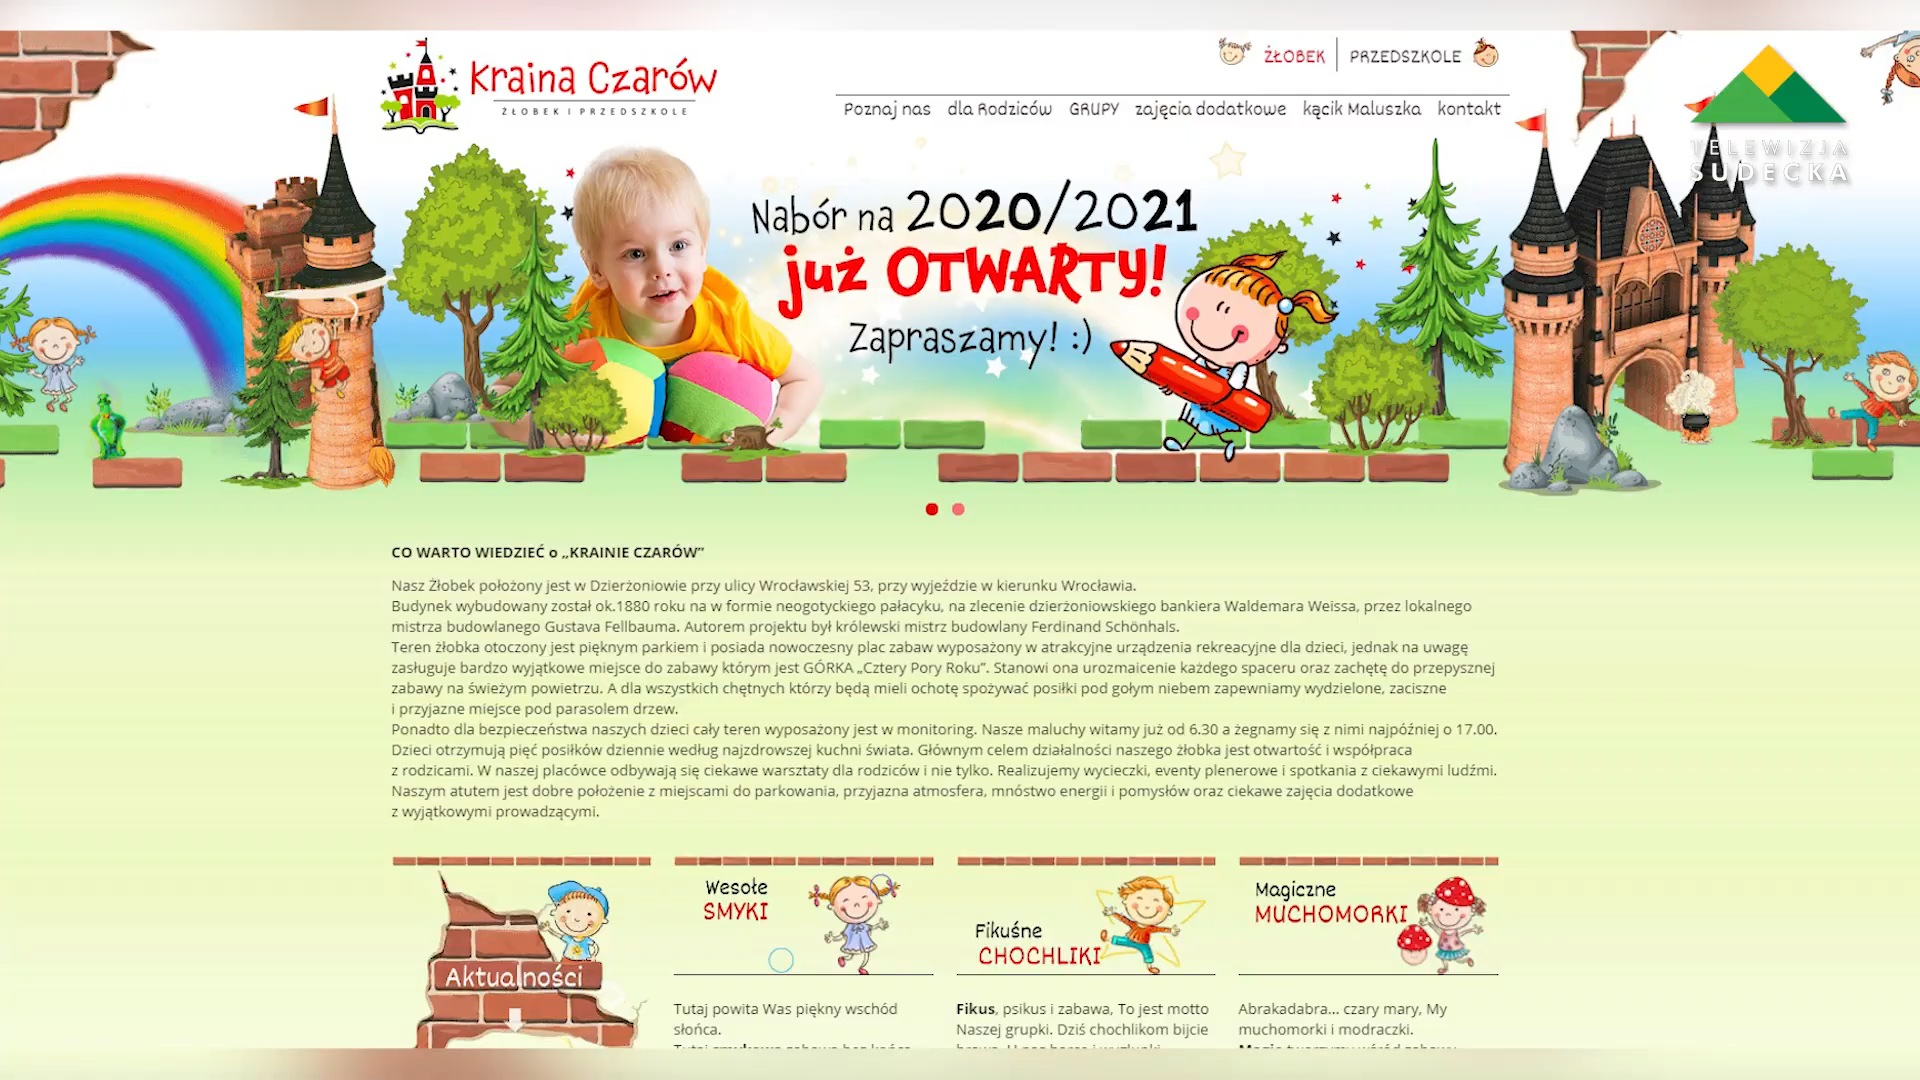 Kraina Czarów
ŻŁOBEK I PRZEDSZKOLE
ŻŁOBEK
PRZEDSZKOLE
Poznaj nas
dla Rodziców
GRUPY
zajęcia dodatkowe
kącik Maluszka
kontakt
TELEWIZJA
SUDECKA
Nabór na 2020/2021
już OTWARTY!
Zapraszamy! :)
CO WARTO WIEDZIEĆ o „KRAINIE CZARÓW”
Nasz Żłobek położony jest w Dzierżoniowie przy ulicy Wrocławskiej 53, przy wyjeździe w kierunku Wrocławia.
Budynek wybudowany został ok.1880 roku na w formie neogotyckiego pałacyku, na zlecenie dzierżoniowskiego bankiera Waldemara Weissa, przez lokalnego
mistrza budowlanego Gustava Fellbauma. Autorem projektu był królewski mistrz budowlany Ferdinand Schönhals.
Teren żłobka otoczony jest pięknym parkiem i posiada nowoczesny plac zabaw wyposażony w atrakcyjne urządzenia rekreacyjne dla dzieci, jednak na uwagę
zasługuje bardzo wyjątkowe miejsce do zabawy którym jest GÓRKA „Cztery Pory Roku”. Stanowi ona urozmaicenie każdego spaceru oraz zachętę do przepysznej
zabawy na świeżym powietrzu. A dla wszystkich chętnych którzy będą mieli ochotę spożywać posiłki pod gołym niebem zapewniamy wydzielone, zaciszne
i przyjazne miejsce pod parasolem drzew.
Ponadto dla bezpieczeństwa naszych dzieci cały teren wyposażony jest w monitoring. Nasze maluchy witamy już od 6.30 a żegnamy się z nimi najpóźniej o 17.00.
Dzieci otrzymują pięć posiłków dziennie według najzdrowszej kuchni świata. Głównym celem działalności naszego żłobka jest otwartość i współpraca
z rodzicami. W naszej placówce odbywają się ciekawe warsztaty dla rodziców i nie tylko. Realizujemy wycieczki, eventy plenerowe i spotkania z ciekawymi ludźmi.
Naszym atutem jest dobre położenie z miejscami do parkowania, przyjazna atmosfera, mnóstwo energii i pomysłów oraz ciekawe zajęcia dodatkowe
z wyjątkowymi prowadzącymi.
Aktualności
Wesołe
SMYKI
Tutaj powita Was piękny wschód
słońca.
Fikuśne
CHOCHLIKI
Fikus, psikus i zabawa, To jest motto
Naszej grupki. Dziś chochlikom bijcie
Magiczne
MUCHOMORKI
Abrakadabra... czary mary, My
muchomorki i modraczki.